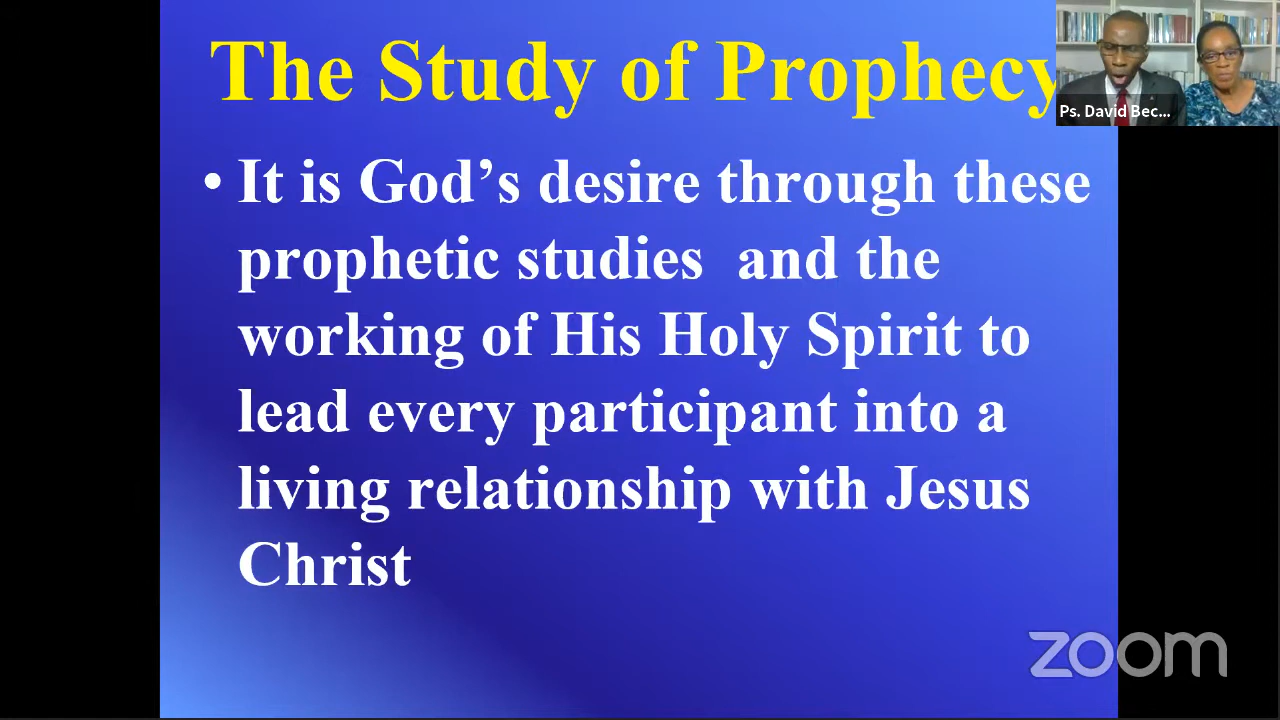 The Study of Prophecy
Ps. David Bec...
• It is God’s desire through these
prophetic studies  and the
working of His Holy Spirit to
lead every participant into a
living relationship with Jesus
Christ
zoom